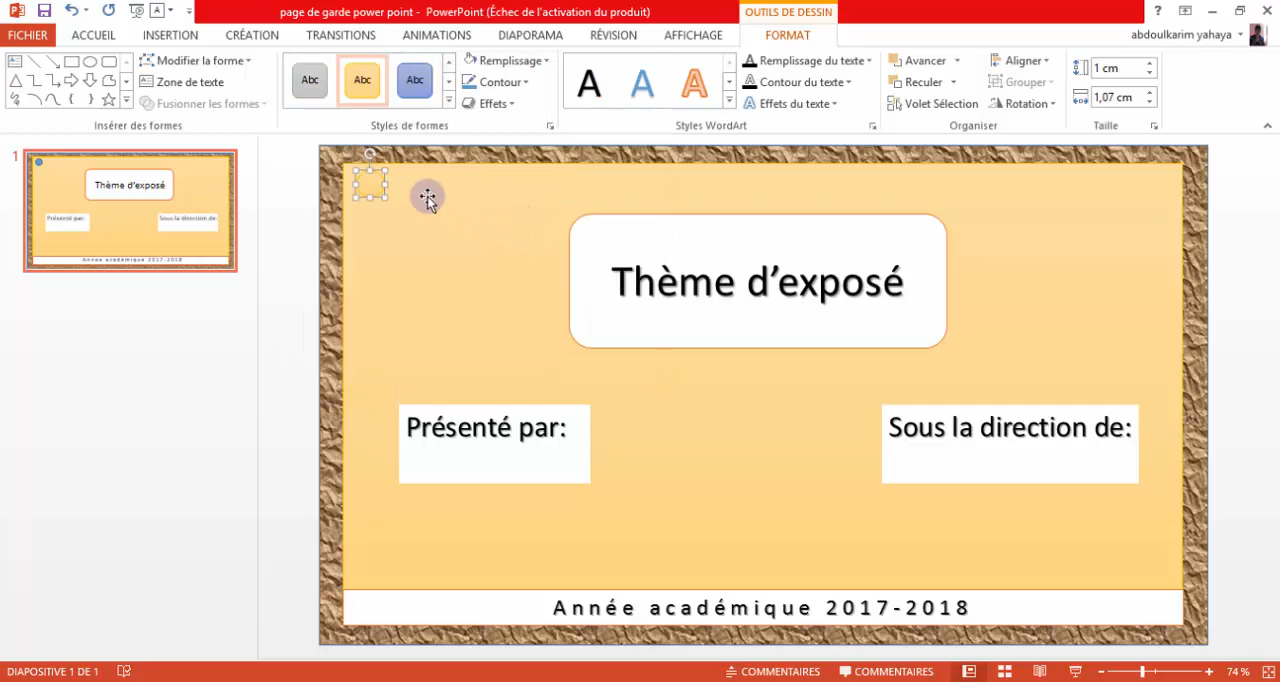 page de garde power point - PowerPoint (Échec de l'activation du produit)
OUTILS DE DESSIN
?
FICHIER ACCUEIL INSERTION CRÉATION TRANSITIONS ANIMATIONS DIAPORAMA RÉVISION AFFICHAGE FORMAT abdoulkarim yahaya
Modifier la forme
Zone de texte
Fusionner les formes
Insérer des formes
Abc Abc Abc
Remplissage
Contour
Effets
Styles de formes
A A A
Remplissage du texte
Contour du texte
Effets du texte
Styles WordArt
Avancer
Reculer
Volet Sélection
Aligner
Grouper
Rotation
Organiser
1 cm
1,07 cm
Taille
1
Thème d'exposé
Présenté par:
Sous la direction de:
Année académique 2017-2018
Thème d’exposé
Présenté par:
Sous la direction de:
Année académique 2017-2018
DIAPOSITIVE 1 DE 1
COMMENTAIRES
COMMENTAIRES
74 %